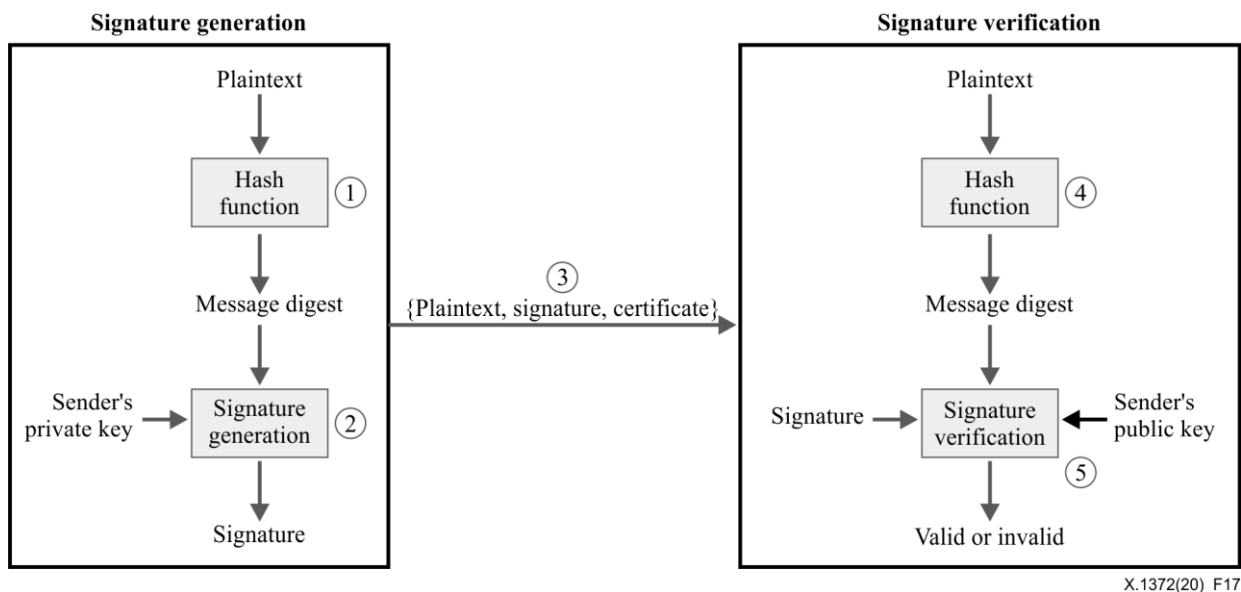 Signature generation
Plaintext
Hash
function
1
Message digest
Sender's
private key
Signature
generation
2
Signature
3
{Plaintext, signature, certificate}
Signature verification
Plaintext
Hash
function
4
Message digest
Signature
Signature
verification
Sender's
public key
5
Valid or invalid
X.1372(20)_F17